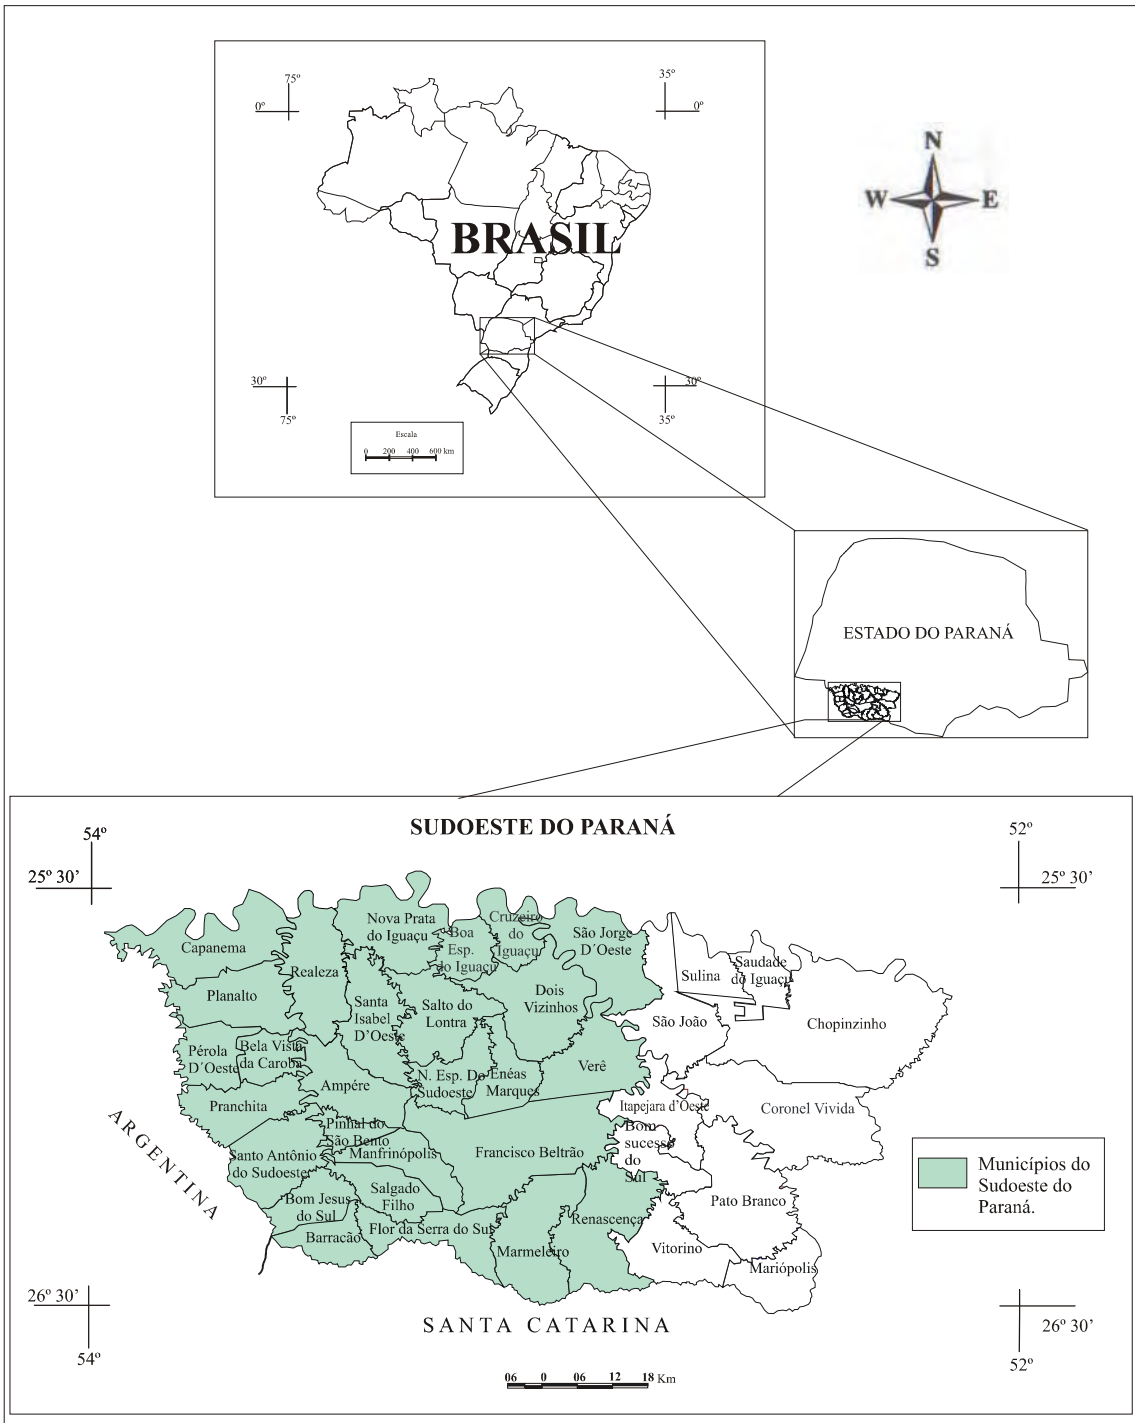 75º
35º
0º
0º
N
W
E
S
BRASIL
30º
30º
75º
35º
Escala
0 200 400 600 km
ESTADO DO PARANÁ
SUDOESTE DO PARANÁ
54º
52º
25º 30’
25º 30’
Nova Prata
do Iguaçu
Cruzeiro
do
Iguaçu
Boa
Esp.
do Iguaçu
São Jorge
D´Oeste
Capanema
Realeza
Sulina
Saudade
do Iguaçu
Planalto
Santa
Isabel
D’Oeste
Salto do
Lontra
Dois
Vizinhos
São João
Chopinzinho
Pérola
D´Oeste
Bela Vista
da Caroba
Ampére
N. Esp. Do
Sudoeste
Enéas
Marques
Verê
Pranchita
Itapejara d’Oeste
Coronel Vivida
ARGENTINA
Pinhal do
São Bento
Manfrinópolis
Francisco Beltrão
Bom
sucesso
do
Sul
Santo Antônio
do Sudoeste
Salgado
Filho
Bom Jesus
do Sul
Pato Branco
Renascença
Barracão
Flor da Serra do Sul
Marmeleiro
Vitorino
Mariópolis
Municípios do
Sudoeste do
Paraná.
26º 30’
26º 30’
SANTA CATARINA
54º
52º
06 0 06 12 18 Km